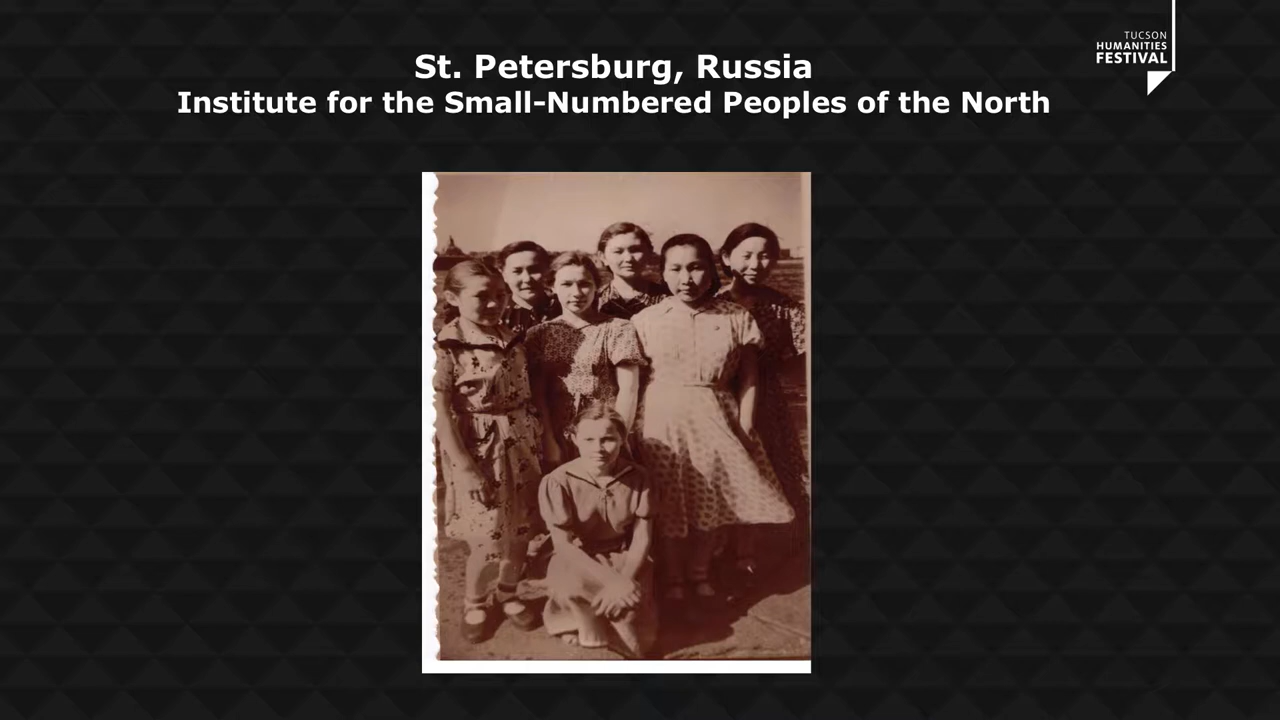 St. Petersburg, Russia
Institute for the Small-Numbered Peoples of the North
TUCSON
HUMANITIES
FESTIVAL